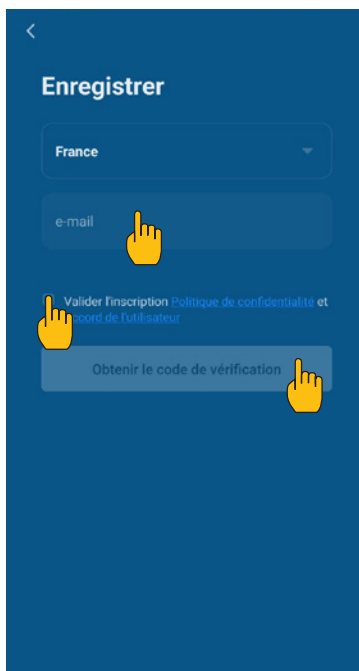 Enregistrer
France
e-mail
Valider l'inscription Politique de confidentialité et
ccord de l'utilisateur
Obtenir le code de vérification